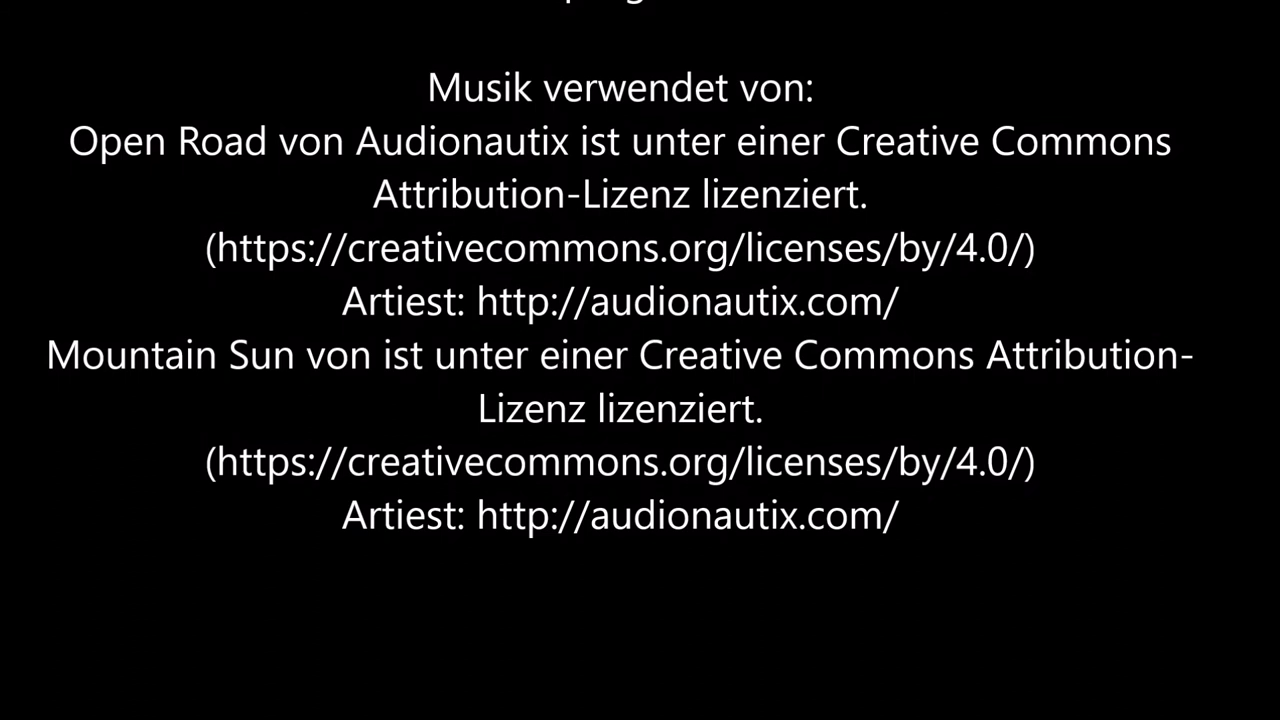 Musik verwendet von:
Open Road von Audionautix ist unter einer Creative Commons
Attribution-Lizenz lizenziert.
(https://creativecommons.org/licenses/by/4.0/)
Artiest: http://audionautix.com/
Mountain Sun von ist unter einer Creative Commons Attribution-
Lizenz lizenziert.
(https://creativecommons.org/licenses/by/4.0/)
Artiest: http://audionautix.com/